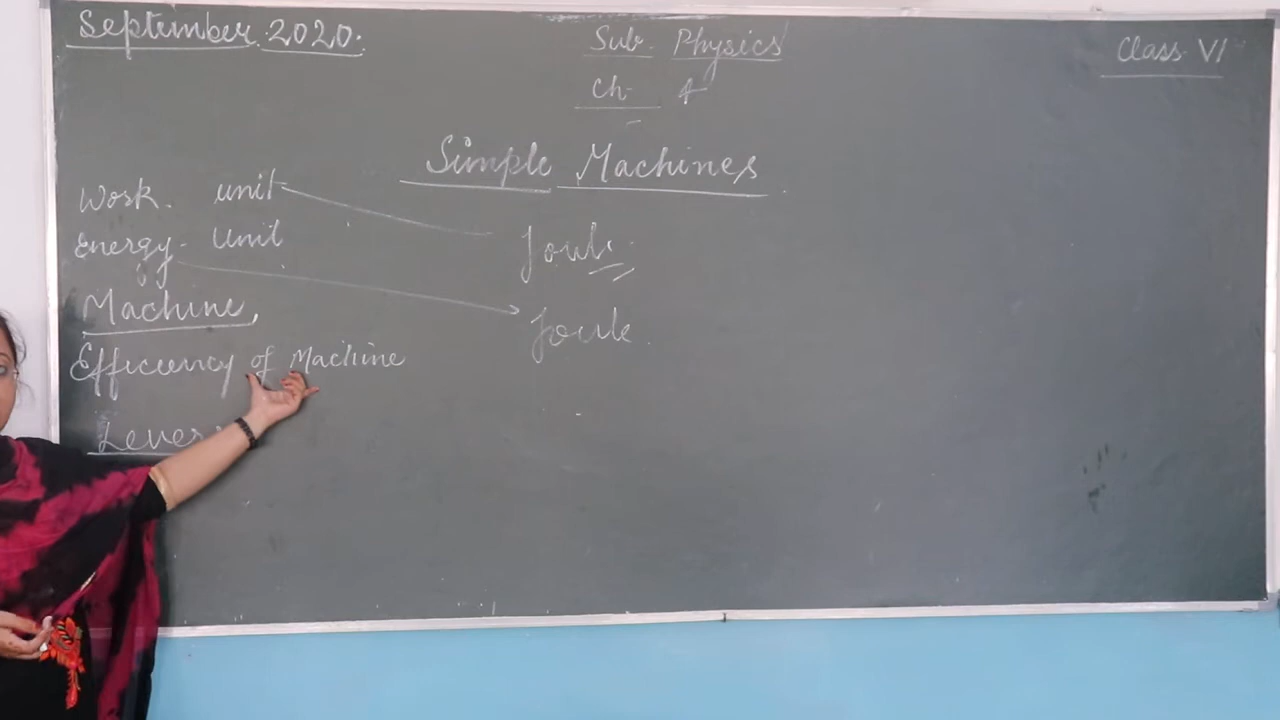 September 2020.
Sub. Physics
Class VI
Ch. 4
Simple Machines
Work. unit
Joule.
Energy. Unit
Machine,
Joule.
Efficiency of Machine
Lever